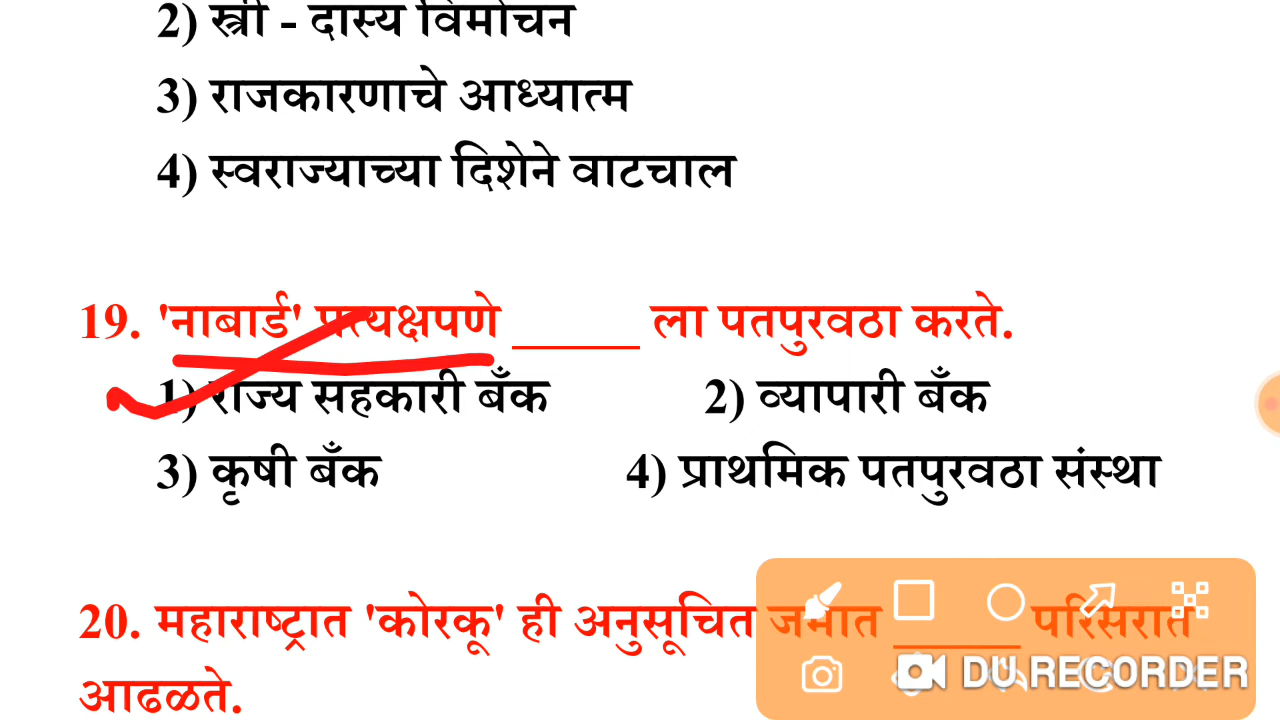 2) स्त्री - दास्य विमोचन
3) राजकारणाचे आध्यात्म
4) स्वराज्याच्या दिशेने वाटचाल
19. 'नाबार्ड' प्रत्यक्षपणे _____ ला पतपुरवठा करते.
1) राज्य सहकारी बँक 2) व्यापारी बँक
3) कृषी बँक 4) प्राथमिक पतपुरवठा संस्था
20. महाराष्ट्रात 'कोरकू' ही अनुसूचित जमात _____ परिसरात
आढळते.
DU RECORDER